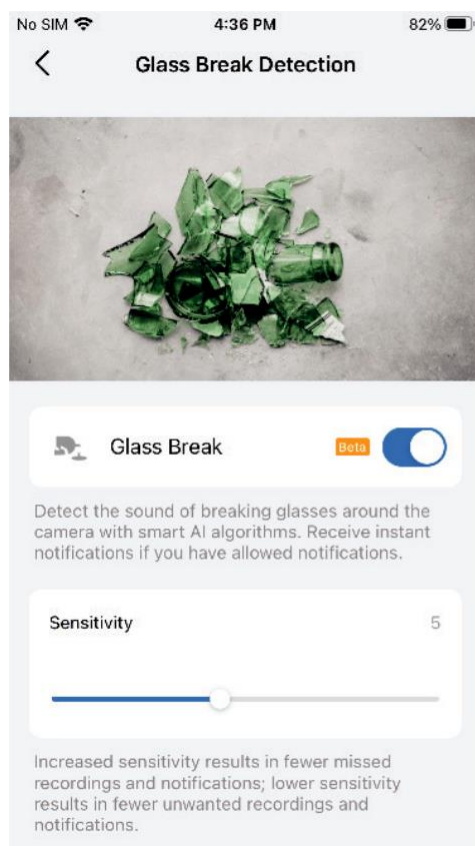 No SIM 4:36 PM 82%
Glass Break Detection
Glass Break Beta
Detect the sound of breaking glasses around the
camera with smart AI algorithms. Receive instant
notifications if you have allowed notifications.
Sensitivity 5
Increased sensitivity results in fewer missed
recordings and notifications; lower sensitivity
results in fewer unwanted recordings and
notifications.